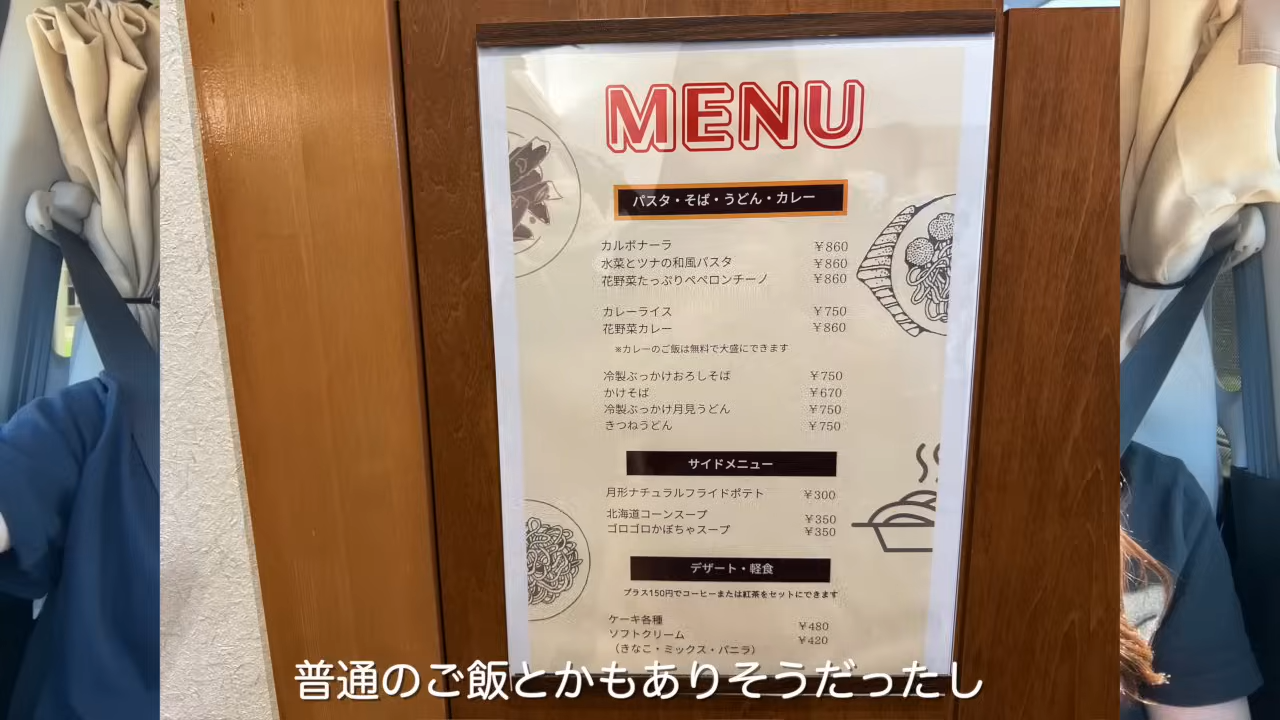 MENU
パスタ・そば・うどん・カレー
カルボナーラ ￥860
水菜とツナの和風パスタ ￥860
花野菜たっぷりペペロンチーノ ￥860
カレーライス ￥750
花野菜カレー ￥860
※カレーのご飯は無料で大盛にできます
冷製ぶっかけおろしそば ￥750
かけそば ￥670
冷製ぶっかけ月見うどん ￥750
きつねうどん ￥750
サイドメニュー
月形ナチュラルフライドポテト ￥300
北海道コーンスープ ￥350
ゴロゴロかぼちゃスープ ￥350
デザート・軽食
プラス150円でコーヒーまたは紅茶をセットにできます
ケーキ各種 ￥480
ソフトクリーム ￥420
（きなこ・ミックス・バニラ）
普通のご飯とかもありそうだったし